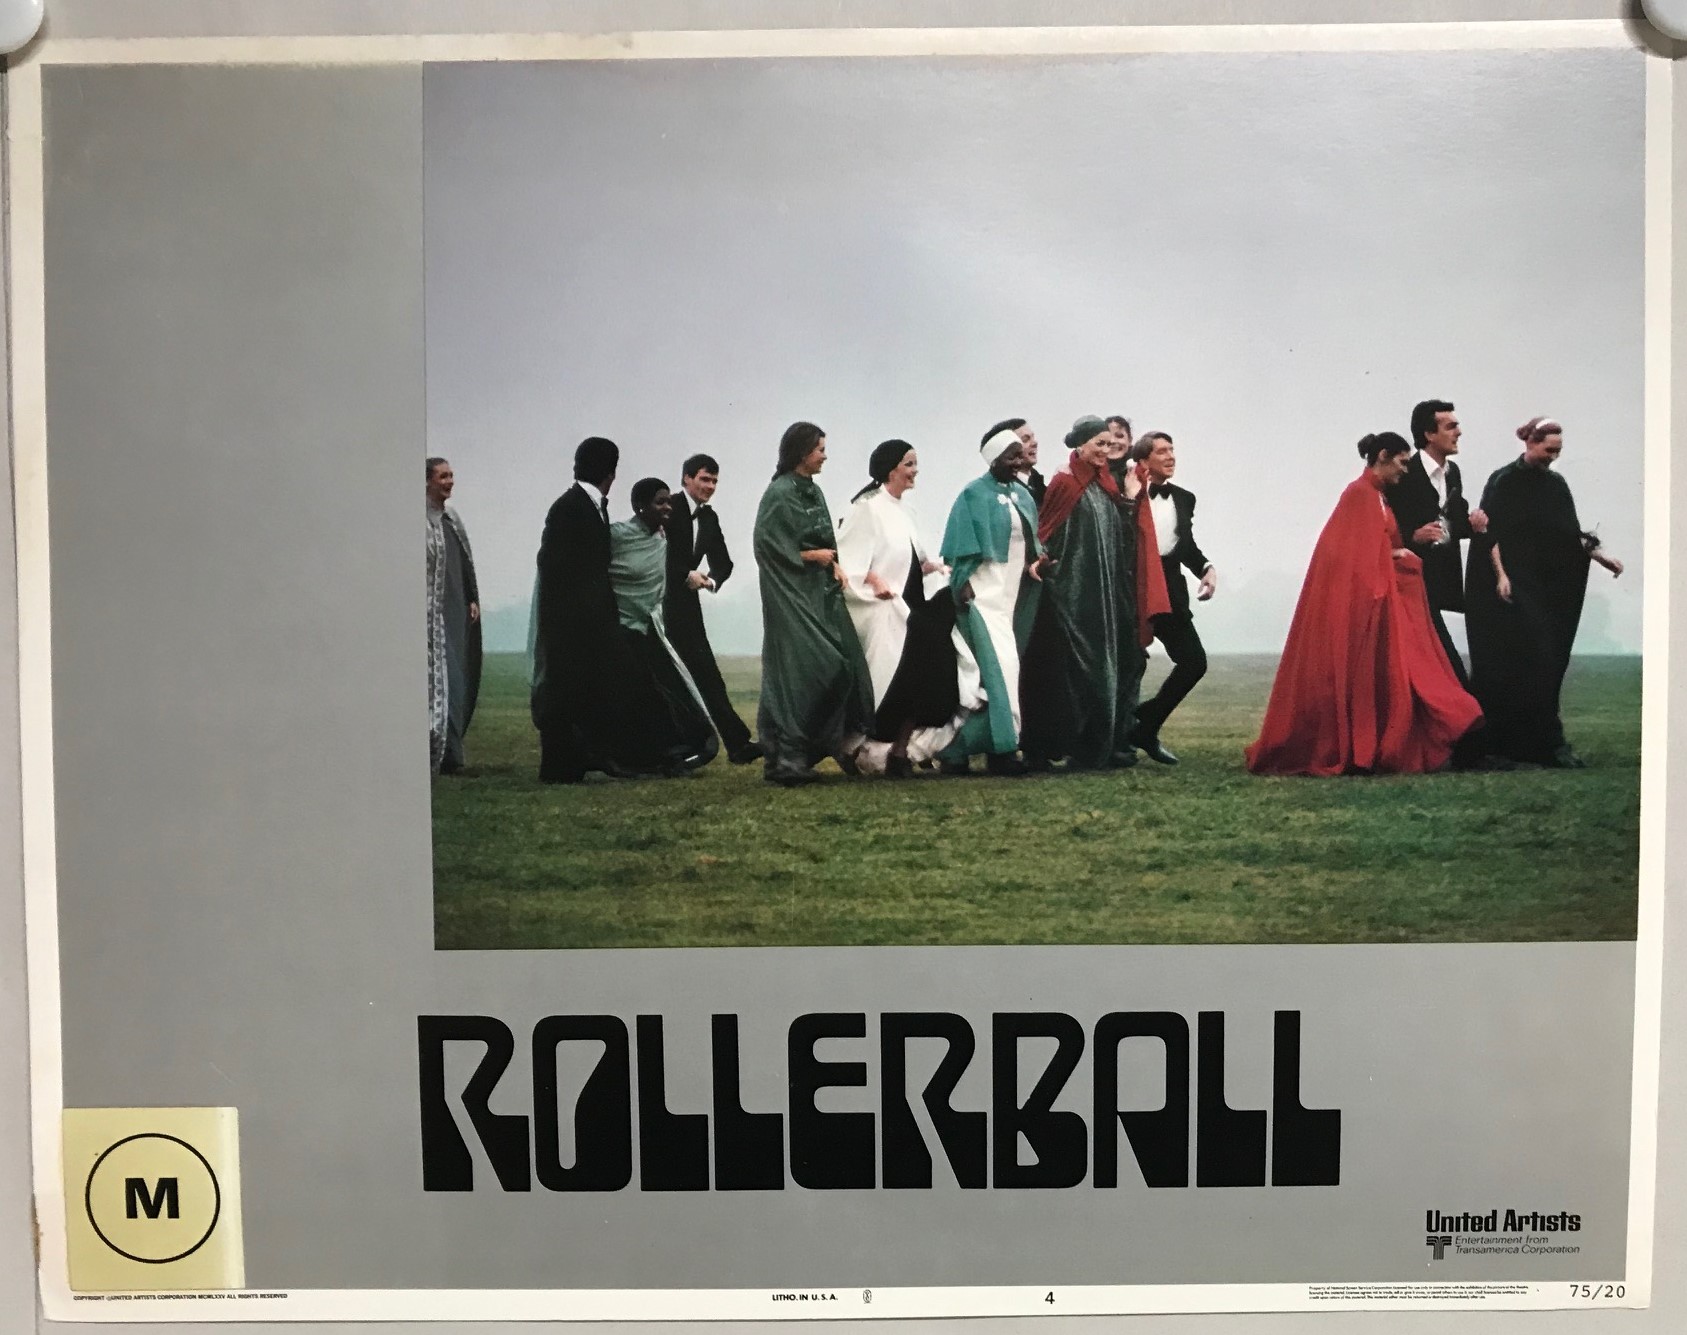 ROLLERBALL
M
United Artists
Entertainment from
Transamerica Corporation
COPYRIGHT © UNITED ARTISTS CORPORATION MCMLXXV ALL RIGHTS RESERVED
LITHO. IN U. S. A.
4
75/20